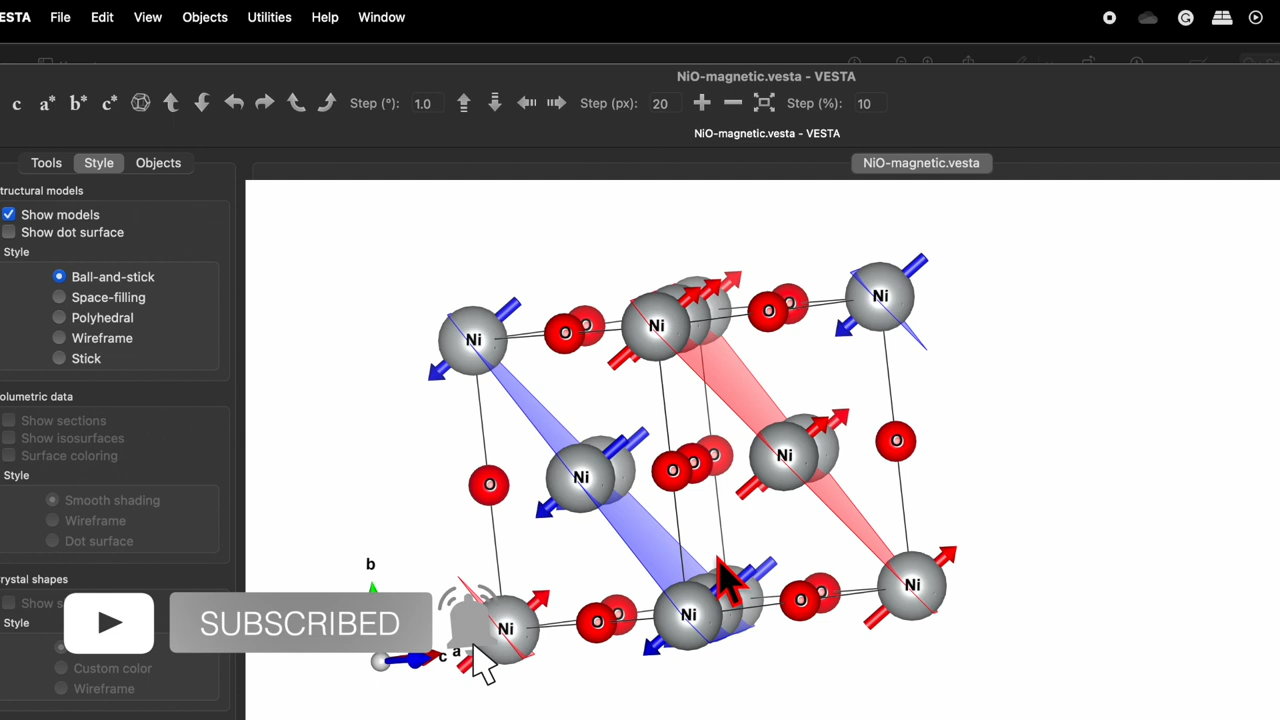 ESTA File Edit View Objects Utilities Help Window
NiO-magnetic.vesta - VESTA
c a* b* c* Step (°): 1.0 Step (px): 20 Step (%): 10
NiO-magnetic.vesta - VESTA
Tools Style Objects
NiO-magnetic.vesta
tructural models
Show models
Show dot surface
Style
Ball-and-stick
Space-filling
Polyhedral
Wireframe
Stick
olumetric data
Show sections
Show isosurfaces
Surface coloring
Style
Smooth shading
Wireframe
Dot surface
rystal shapes
Show s
Style
Custom color
Wireframe
SUBSCRIBED
Ni
Ni O O Ni O O
Ni O O O Ni O
Ni O O Ni O O Ni
b
c a